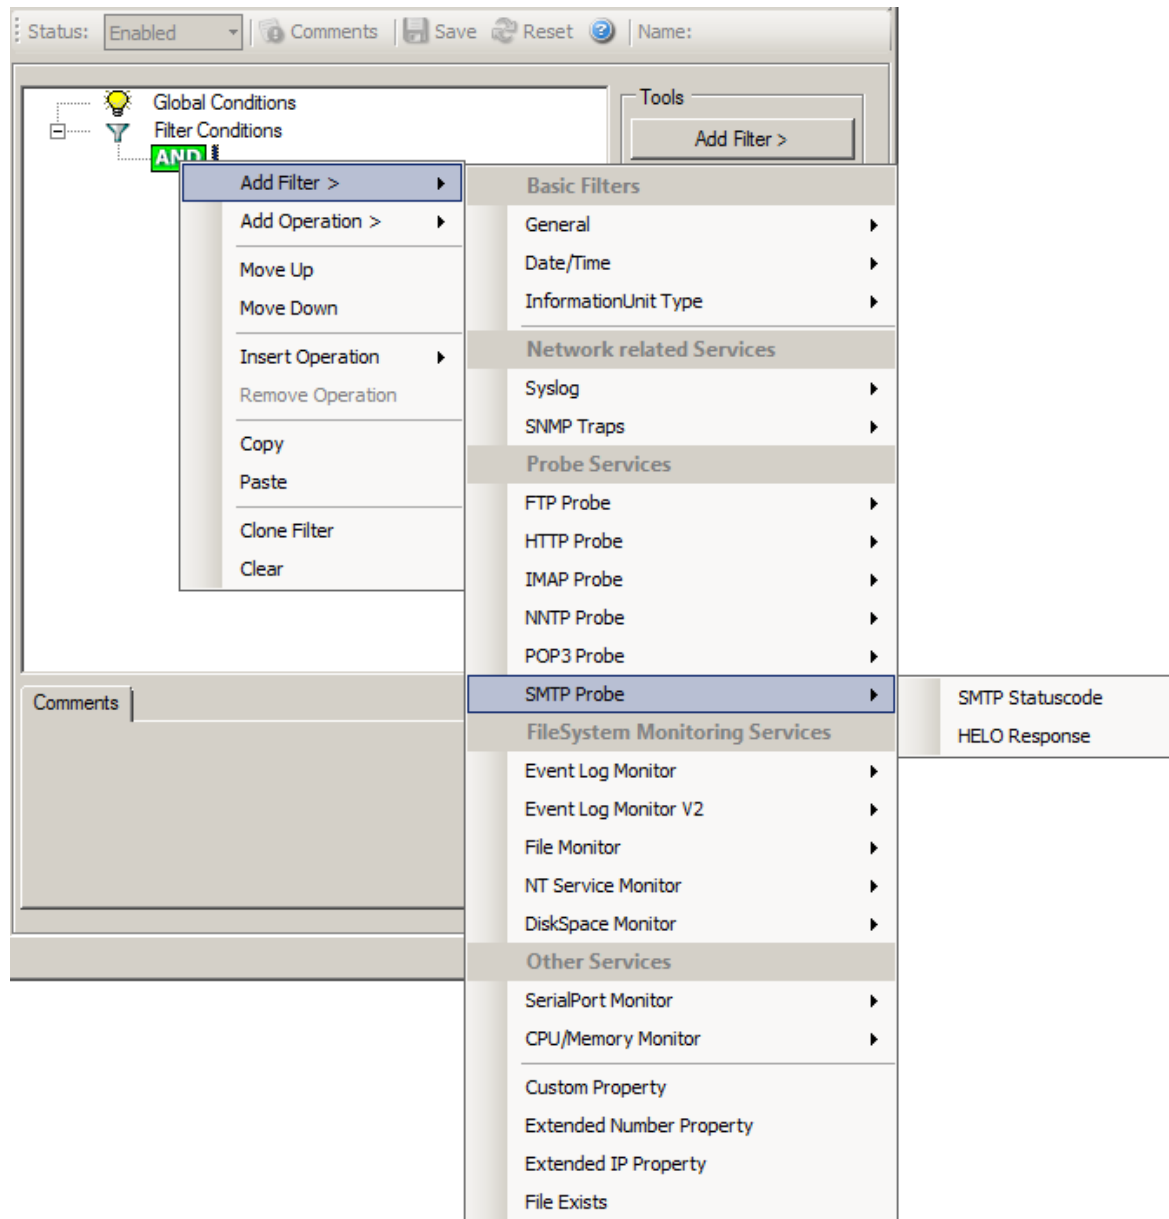 Status: Enabled Comments Save Reset Name:
Global Conditions
Filter Conditions
AND
Tools
Add Filter >
Add Filter >
Add Operation >
Move Up
Move Down
Insert Operation
Remove Operation
Copy
Paste
Clone Filter
Clear
Basic Filters
General
Date/Time
InformationUnit Type
Network related Services
Syslog
SNMP Traps
Probe Services
FTP Probe
HTTP Probe
IMAP Probe
NNTP Probe
POP3 Probe
SMTP Probe
FileSystem Monitoring Services
Event Log Monitor
Event Log Monitor V2
File Monitor
NT Service Monitor
DiskSpace Monitor
Other Services
SerialPort Monitor
CPU/Memory Monitor
Custom Property
Extended Number Property
Extended IP Property
File Exists
SMTP Statuscode
HELO Response
Comments